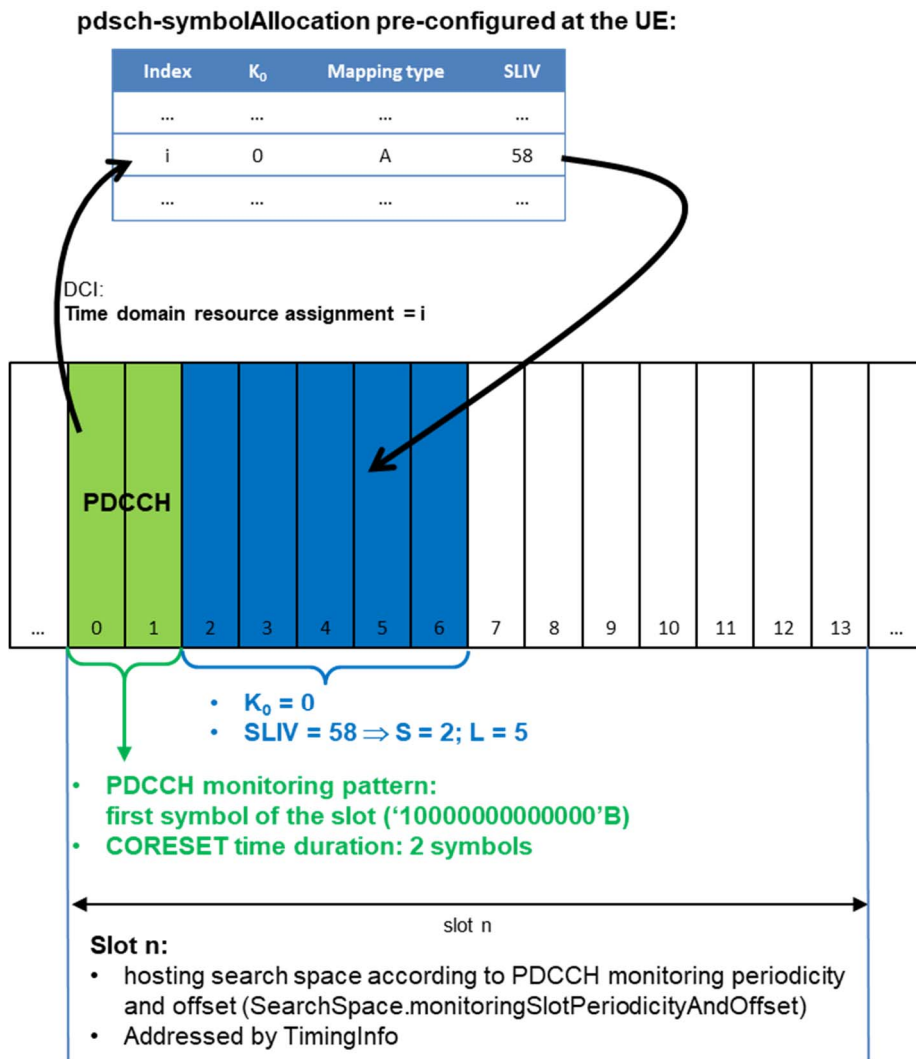 pdsch-symbolAllocation pre-configured at the UE:
Index K₀ Mapping type SLIV
... ... ... ...
i 0 A 58
... ... ... ...
DCI:
Time domain resource assignment = i
PDCCH
... 0 1 2 3 4 5 6 7 8 9 10 11 12 13 ...
• K₀ = 0
• SLIV = 58 ⇒ S = 2; L = 5
• PDCCH monitoring pattern:
first symbol of the slot (‘10000000000000’B)
• CORESET time duration: 2 symbols
slot n
Slot n:
• hosting search space according to PDCCH monitoring periodicity
and offset (SearchSpace.monitoringSlotPeriodicityAndOffset)
• Addressed by TimingInfo